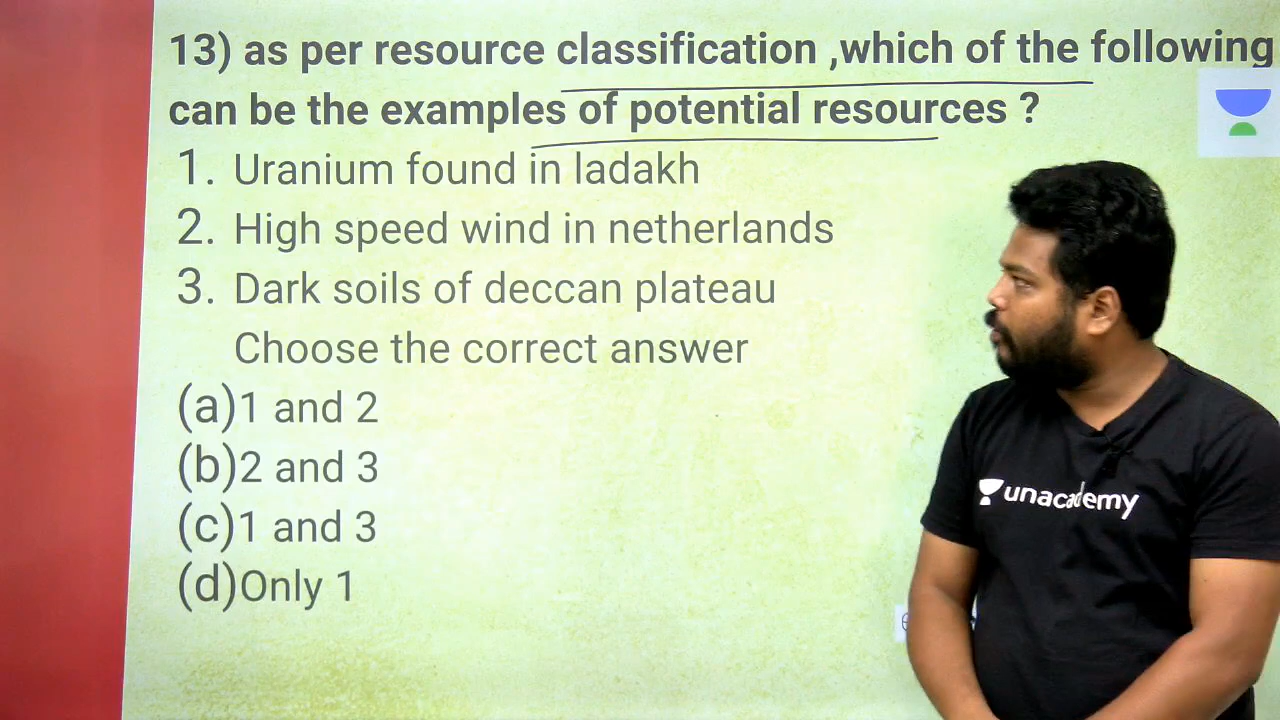 13) as per resource classification ,which of the following
can be the examples of potential resources ?
1. Uranium found in ladakh
2. High speed wind in netherlands
3. Dark soils of deccan plateau
Choose the correct answer
(a)1 and 2
(b)2 and 3
(c)1 and 3
(d)Only 1
unacademy